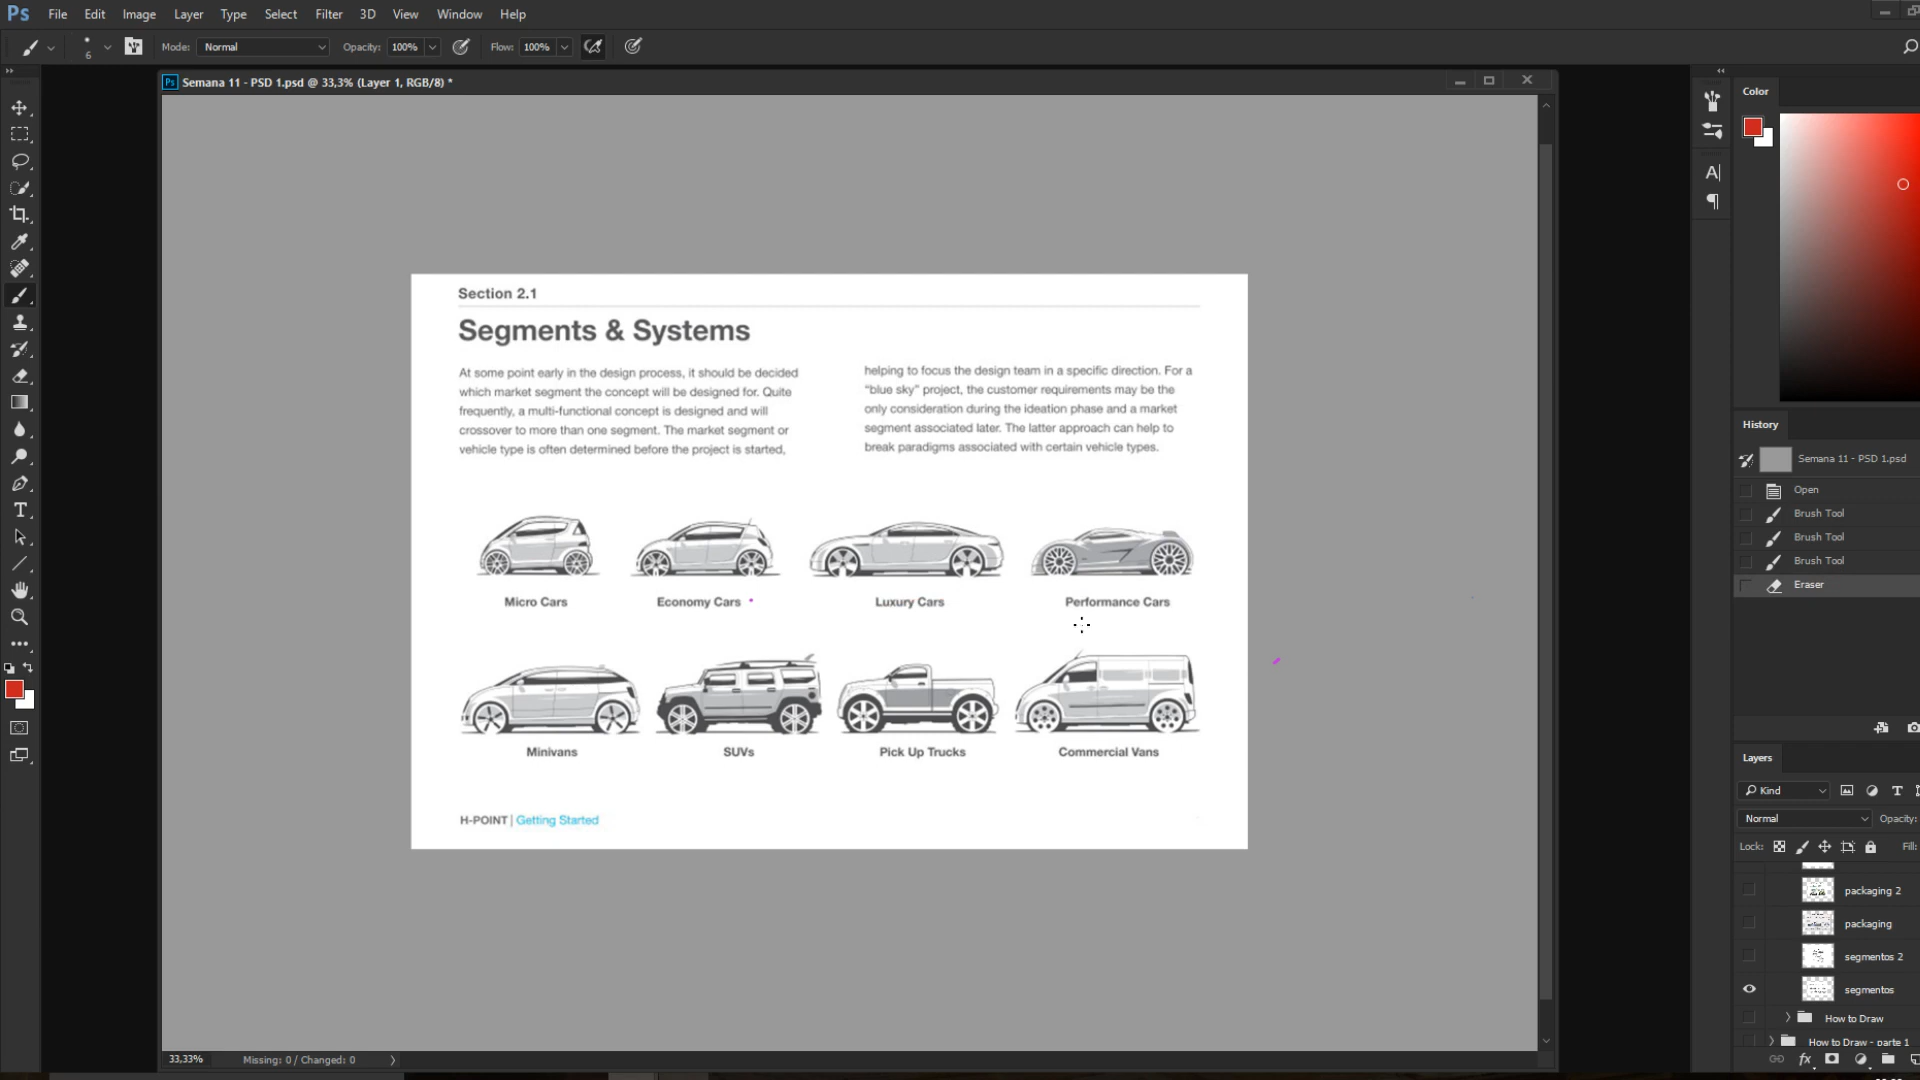 Ps File Edit Image Layer Type Select Filter 3D View Window Help
6 Mode: Normal Opacity: 100% Flow: 100%
Ps Semana 11 - PSD 1.psd @ 33,3% (Layer 1, RGB/8) *
Section 2.1
Segments & Systems
At some point early in the design process, it should be decided
which market segment the concept will be designed for. Quite
frequently, a multi-functional concept is designed and will
crossover to more than one segment. The market segment or
vehicle type is often determined before the project is started,
helping to focus the design team in a specific direction. For a
“blue sky” project, the customer requirements may be the
only consideration during the ideation phase and a market
segment associated later. The latter approach can help to
break paradigms associated with certain vehicle types.
Micro Cars Economy Cars Luxury Cars Performance Cars
Minivans SUVs Pick Up Trucks Commercial Vans
H-POINT | Getting Started
33,33% Missing: 0 / Changed: 0
Color
History
Semana 11 - PSD 1.psd
Open
Brush Tool
Brush Tool
Brush Tool
Eraser
Layers
Kind
Normal Opacity:
Lock: Fill:
packaging 2
packaging
segmentos 2
segmentos
How to Draw
How to Draw - parte 1
fx